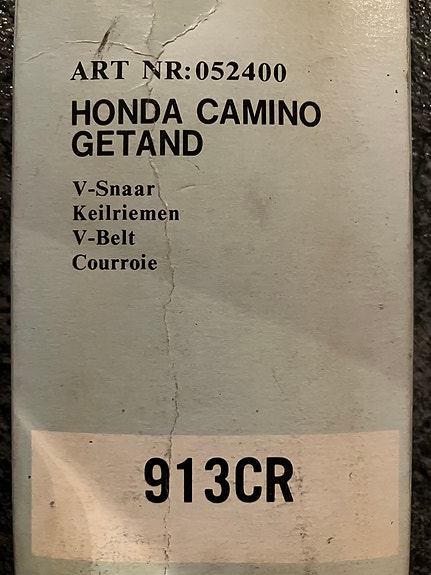 ART NR:052400
HONDA CAMINO
GETAND
V-Snaar
Keilriemen
V-Belt
Courroie
913CR